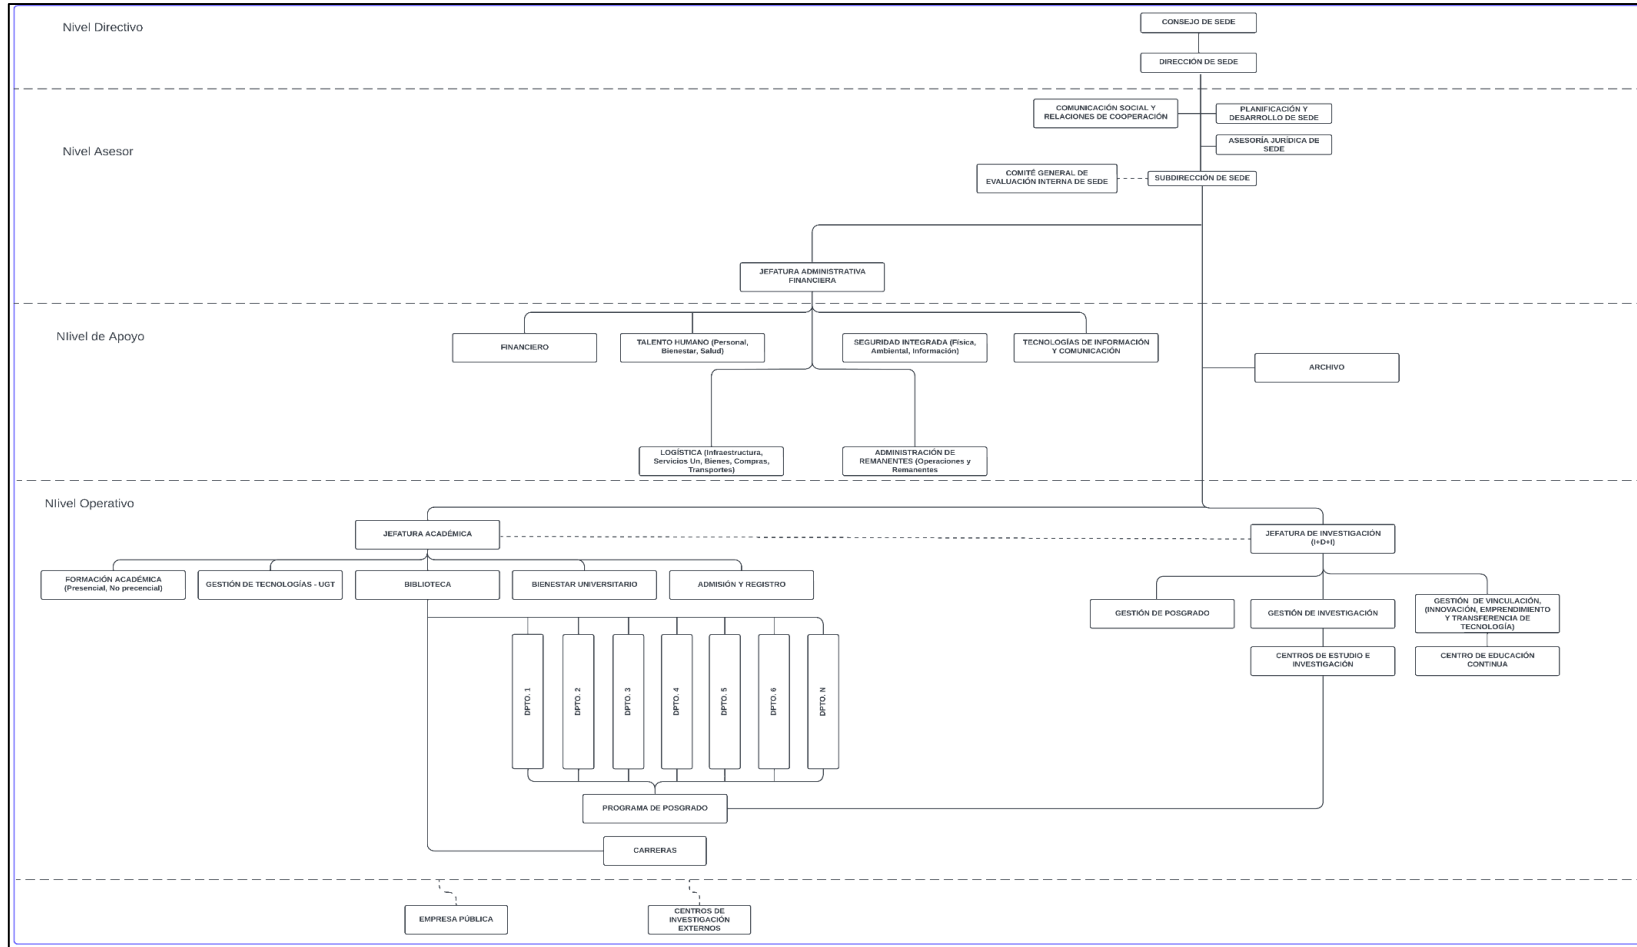 Nivel Directivo
CONSEJO DE SEDE
DIRECCIÓN DE SEDE
Nivel Asesor
COMUNICACIÓN SOCIAL Y
RELACIONES DE COOPERACIÓN
PLANIFICACIÓN Y
DESARROLLO DE SEDE
ASESORÍA JURÍDICA DE
SEDE
COMITÉ GENERAL DE
EVALUACIÓN INTERNA DE SEDE
SUBDIRECCIÓN DE SEDE
JEFATURA ADMINISTRATIVA
FINANCIERA
NIivel de Apoyo
FINANCIERO
TALENTO HUMANO (Personal,
Bienestar, Salud)
SEGURIDAD INTEGRADA (Física,
Ambiental, Información)
TECNOLOGÍAS DE INFORMACIÓN
Y COMUNICACIÓN
ARCHIVO
LOGÍSTICA (Infraestructura,
Servicios Un, Bienes, Compras,
Transportes)
ADMINISTRACIÓN DE
REMANENTES (Operaciones y
Remanentes
NIivel Operativo
JEFATURA ACADÉMICA
JEFATURA DE INVESTIGACIÓN
(I+D+I)
FORMACIÓN ACADÉMICA
(Presencial, No precencial)
GESTIÓN DE TECNOLOGÍAS - UGT
BIBLIOTECA
BIENESTAR UNIVERSITARIO
ADMISIÓN Y REGISTRO
GESTIÓN DE POSGRADO
GESTIÓN DE INVESTIGACIÓN
GESTIÓN DE VINCULACIÓN,
(INNOVACIÓN, EMPRENDIMIENTO
Y TRANSFERENCIA DE
TECNOLOGÍA)
CENTROS DE ESTUDIO E
INVESTIGACIÓN
CENTRO DE EDUCACIÓN
CONTINUA
DPTO. 1
DPTO. 2
DPTO. 3
DPTO. 4
DPTO. 5
DPTO. 6
DPTO. N
PROGRAMA DE POSGRADO
CARRERAS
EMPRESA PÚBLICA
CENTROS DE
INVESTIGACIÓN
EXTERNOS